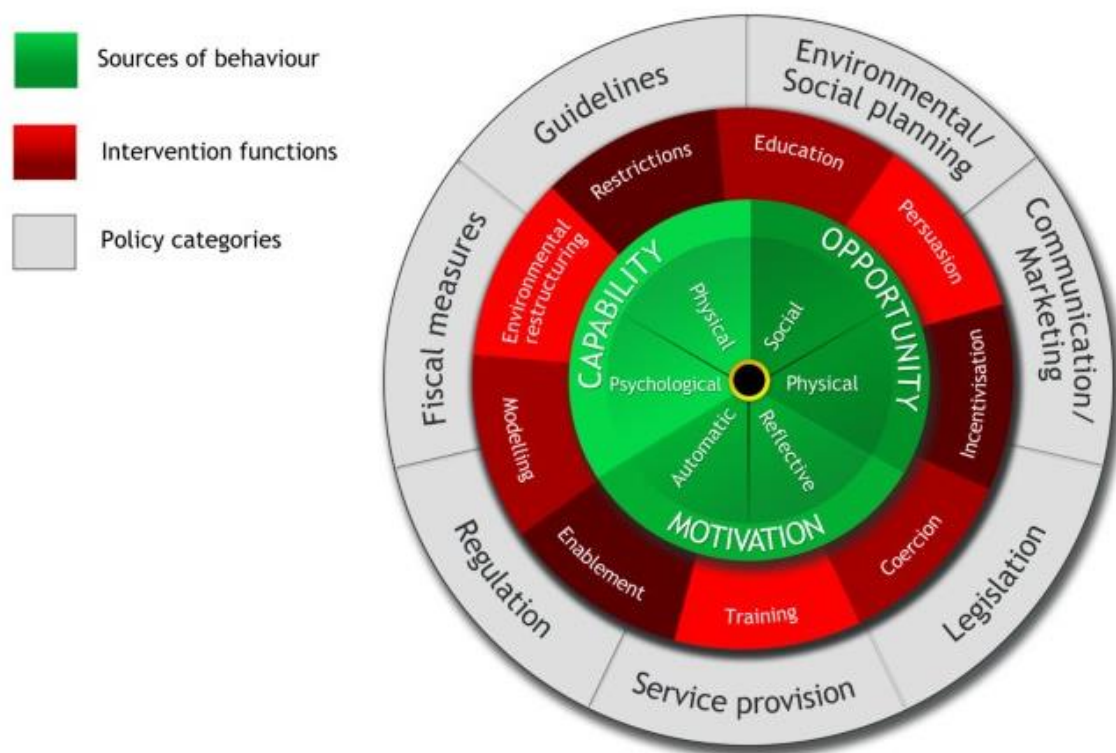 Sources of behaviour
Intervention functions
Policy categories
Guidelines
Environmental/
Social planning
Communication/
Marketing
Legislation
Service provision
Regulation
Fiscal measures
Restrictions
Education
Persuasion
Incentivisation
Coercion
Training
Enablement
Modelling
Environmental
restructuring
CAPABILITY
OPPORTUNITY
MOTIVATION
Physical
Social
Psychological
Physical
Automatic
Reflective